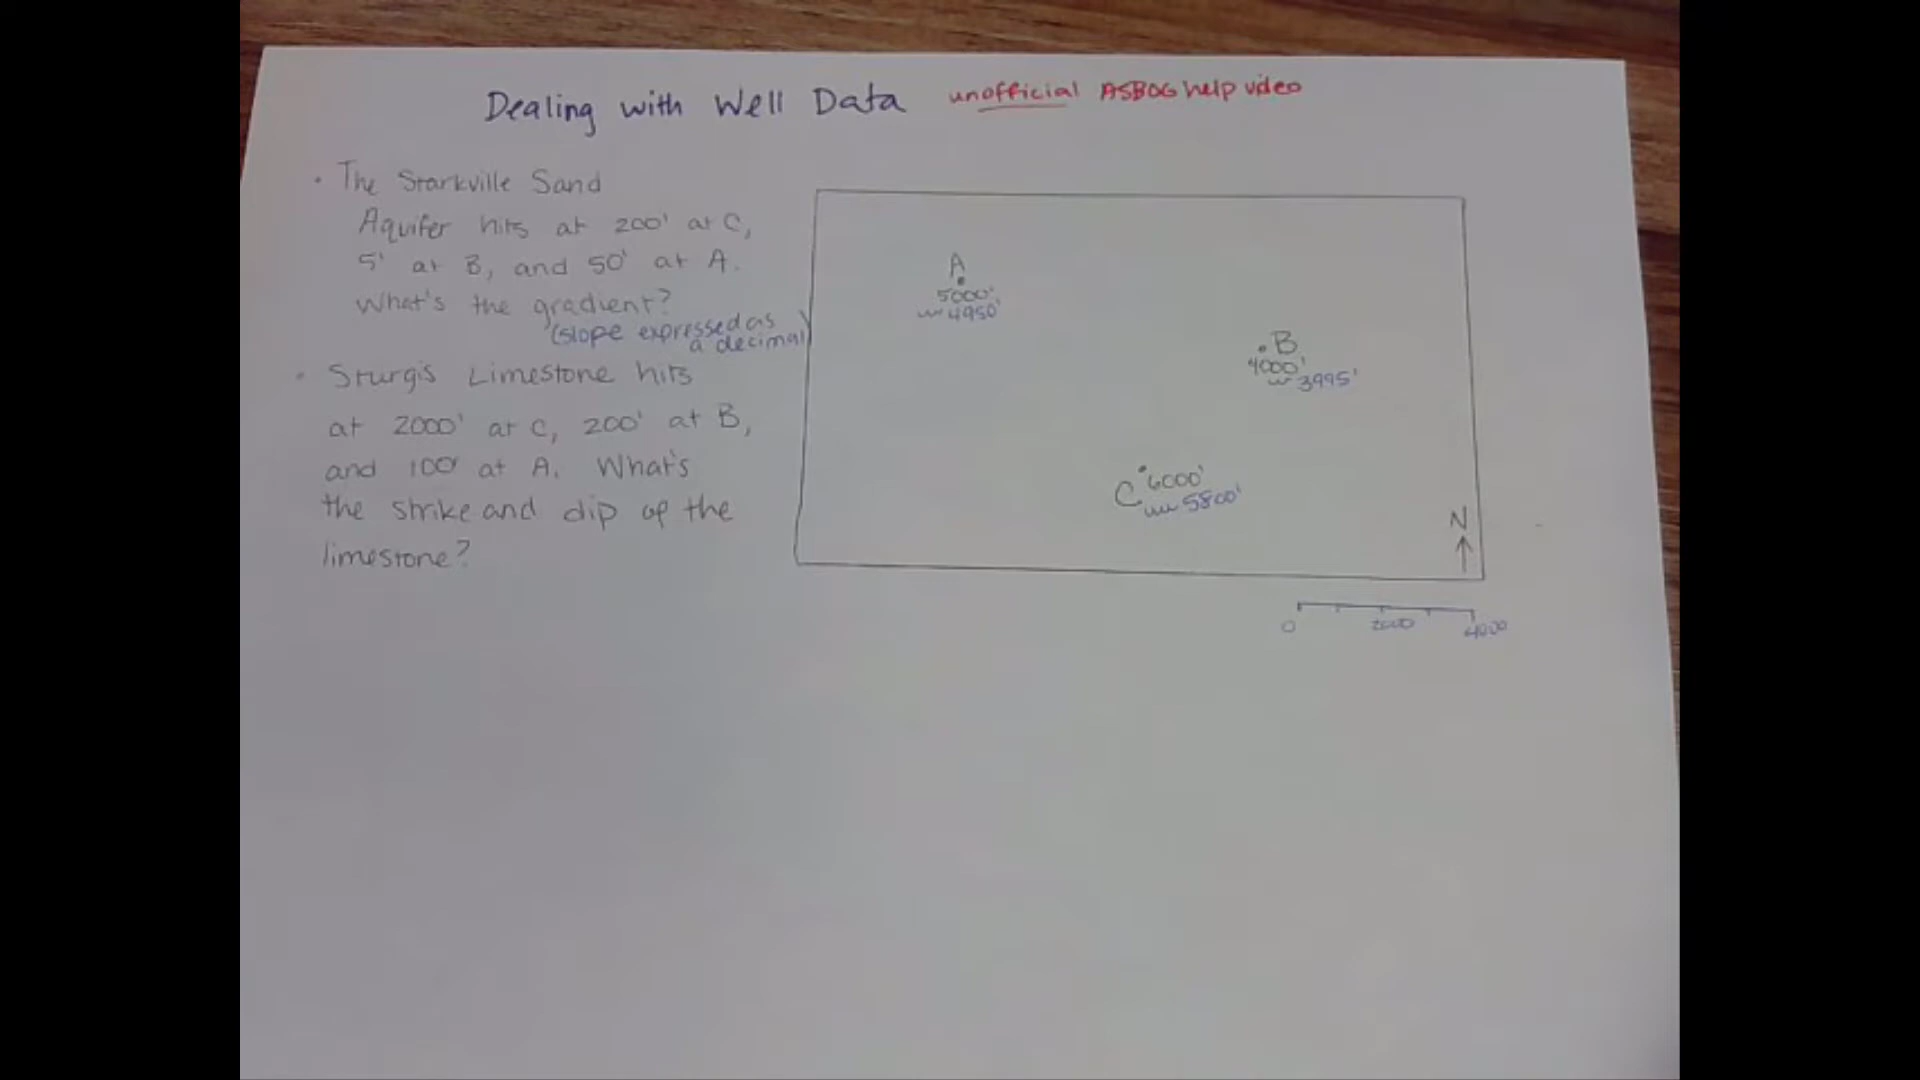 Dealing with Well Data unofficial ASBOG help video
• The Starkville Sand
Aquifer hits at 200' at C,
5' at B, and 50' at A.
What's the gradient?
(slope expressed as
a decimal)
• Sturgis Limestone hits
at 2000' at C, 200' at B,
and 100' at A. What's
the strike and dip of the
limestone?
A
5000'
w 4950'
B
4000'
w 3995'
C 6000'
w 5800'
N
0 2000 4000